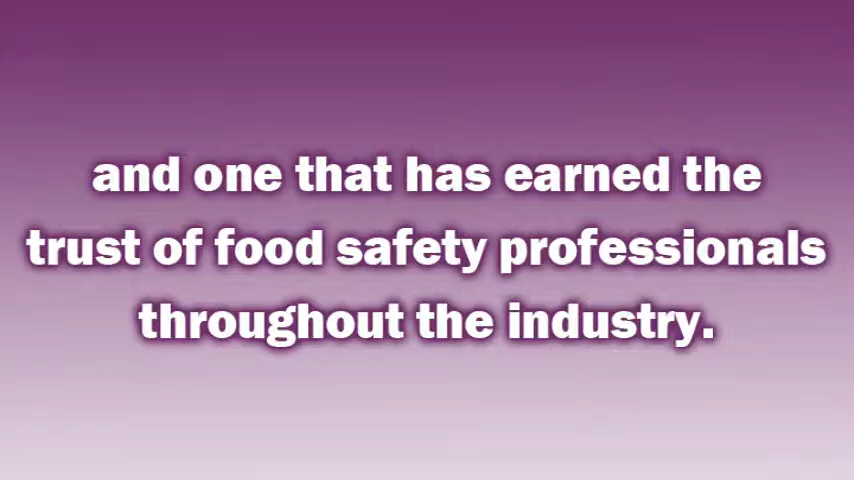 and one that has earned the
trust of food safety professionals
throughout the industry.